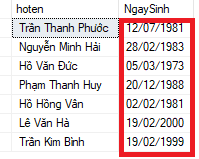 hoten NgaySinh
Trần Thanh Phước 12/07/1981
Nguyễn Minh Hải 28/02/1983
Hồ Văn Đức 05/03/1973
Phạm Thanh Huy 20/12/1988
Hồ Hồng Vân 02/02/1981
Lê Văn Hà 19/02/2000
Trần Kim Bình 19/02/1999